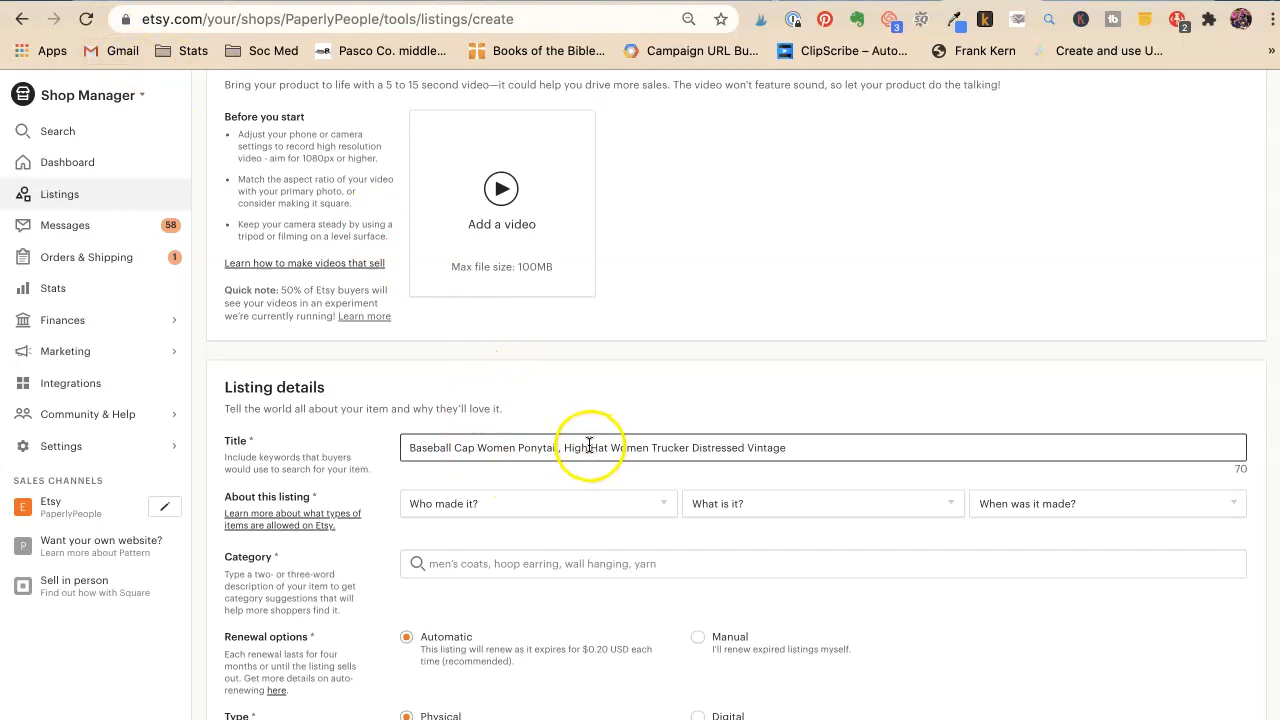 etsy.com/your/shops/PaperlyPeople/tools/listings/create
3
2
Apps
Gmail
Stats
Soc Med
Pasco Co. middle...
Books of the Bible...
Campaign URL Bu...
ClipScribe – Auto...
Frank Kern
Create and use U...
»
Shop Manager
Search
Dashboard
Listings
Messages 58
Orders & Shipping 1
Stats
Finances
Marketing
Integrations
Community & Help
Settings
SALES CHANNELS
E
Etsy
PaperlyPeople
P
Want your own website?
Learn more about Pattern
Sell in person
Find out how with Square
Bring your product to life with a 5 to 15 second video—it could help you drive more sales. The video won't feature sound, so let your product do the talking!
Before you start
• Adjust your phone or camera
settings to record high resolution
video - aim for 1080px or higher.
• Match the aspect ratio of your video
with your primary photo, or
consider making it square.
• Keep your camera steady by using a
tripod or filming on a level surface.
Learn how to make videos that sell
Quick note: 50% of Etsy buyers will
see your videos in an experiment
we're currently running! Learn more
Add a video
Max file size: 100MB
Listing details
Tell the world all about your item and why they'll love it.
Title *
Include keywords that buyers
would use to search for your item.
Baseball Cap Women Ponytail, High Hat Women Trucker Distressed Vintage
70
About this listing *
Learn more about what types of
items are allowed on Etsy.
Who made it?
What is it?
When was it made?
Category *
Type a two- or three-word
description of your item to get
category suggestions that will
help more shoppers find it.
men's coats, hoop earring, wall hanging, yarn
Renewal options *
Each renewal lasts for four
months or until the listing sells
out. Get more details on auto-
renewing here.
Automatic
This listing will renew as it expires for $0.20 USD each
time (recommended).
Manual
I'll renew expired listings myself.
Type *
Physical
Digital